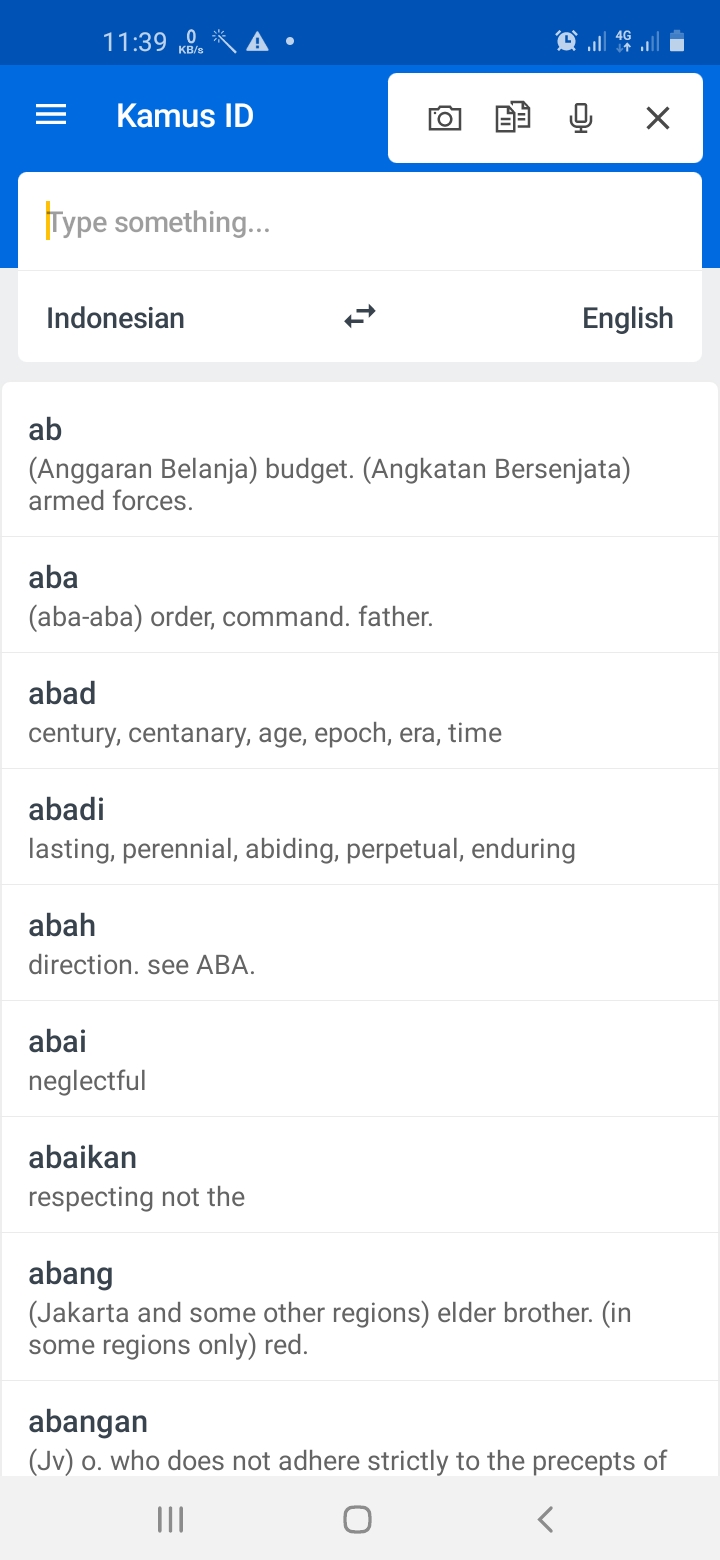 11:39 0 KB/s 4G
Kamus ID
Type something...
Indonesian English
ab
(Anggaran Belanja) budget. (Angkatan Bersenjata)
armed forces.
aba
(aba-aba) order, command. father.
abad
century, centanary, age, epoch, era, time
abadi
lasting, perennial, abiding, perpetual, enduring
abah
direction. see ABA.
abai
neglectful
abaikan
respecting not the
abang
(Jakarta and some other regions) elder brother. (in
some regions only) red.
abangan
(Jv) o. who does not adhere strictly to the precepts of